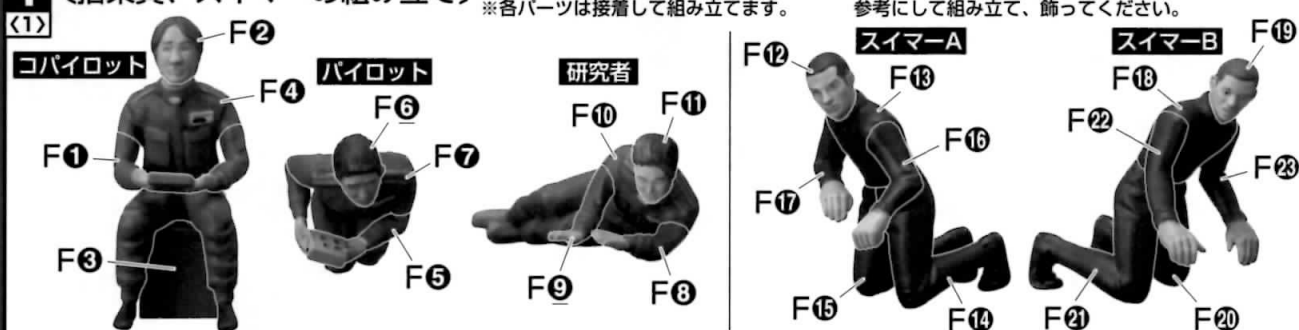 〈1〉
※各パーツは接着して組み立てます。
参考にして組み立て、飾ってください。
コパイロット
F❷
F❹
F❶
F❸
パイロット
F❻
F❼
F❺
研究者
F❿
F⓫
F❾
F❽
スイマーA
F⓬
F⓭
F⓰
F⓱
F⓯
F⓮
スイマーB
F⓳
F⓲
F㉒
F㉓
F㉑
F⓴